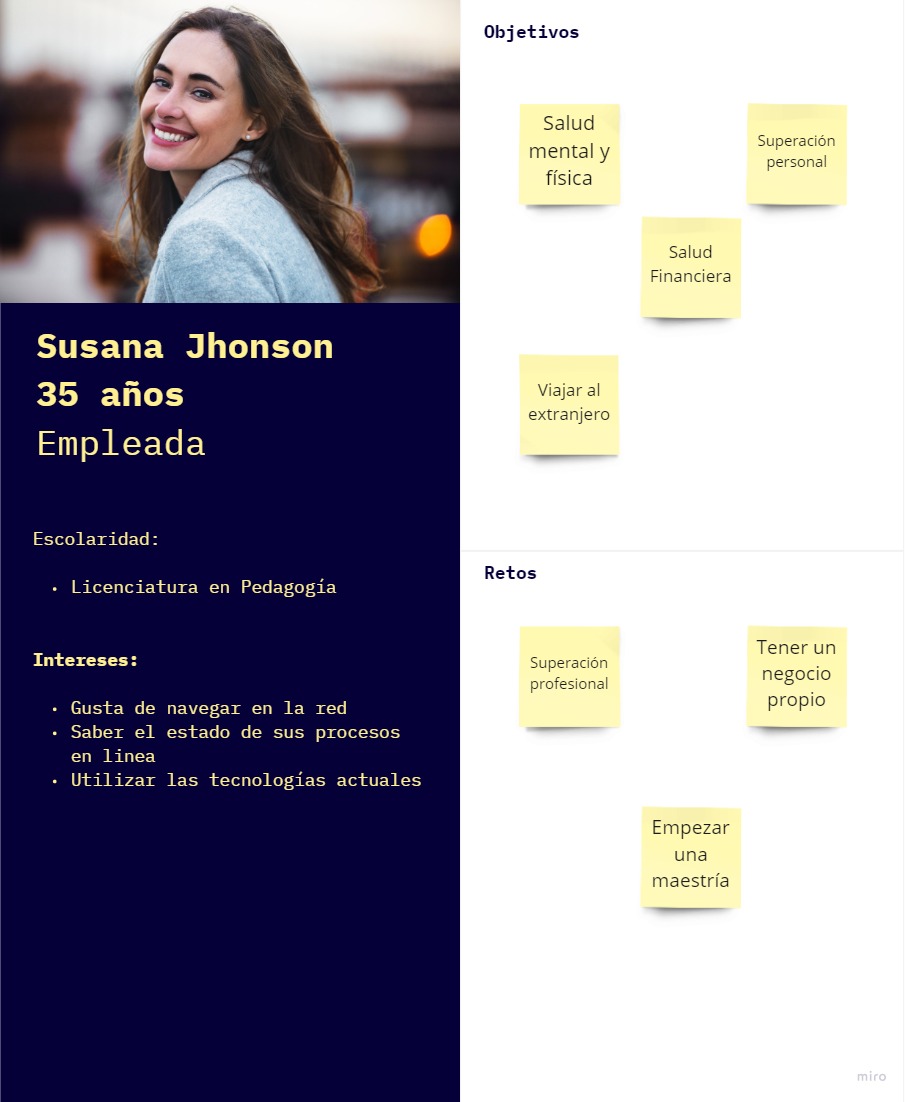 Susana Jhonson
35 años
Empleada
Escolaridad:
• Licenciatura en Pedagogía
Intereses:
• Gusta de navegar en la red
• Saber el estado de sus procesos
en linea
• Utilizar las tecnologías actuales
Objetivos
Salud
mental y
física
Superación
personal
Salud
Financiera
Viajar al
extranjero
Retos
Superación
profesional
Tener un
negocio
propio
Empezar
una
maestría
miro